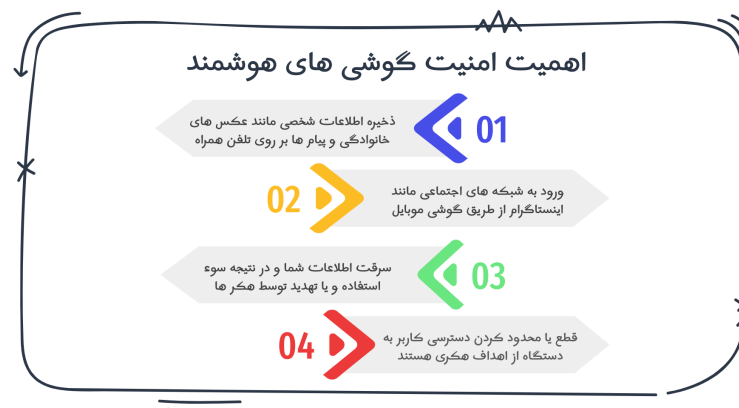 اهمیت امنیت گوشی های هوشمند
01
ذخیره اطلاعات شخصی مانند عکس های
خانوادگی و پیام ها بر روی تلفن همراه
02
ورود به شبکه های اجتماعی مانند
اینستاگرام از طریق گوشی موبایل
03
سرقت اطلاعات شما و در نتیجه سوء
استفاده و یا تهدید توسط هکر ها
04
قطع یا محدود کردن دسترسی کاربر به
دستگاه از اهداف هکری هستند